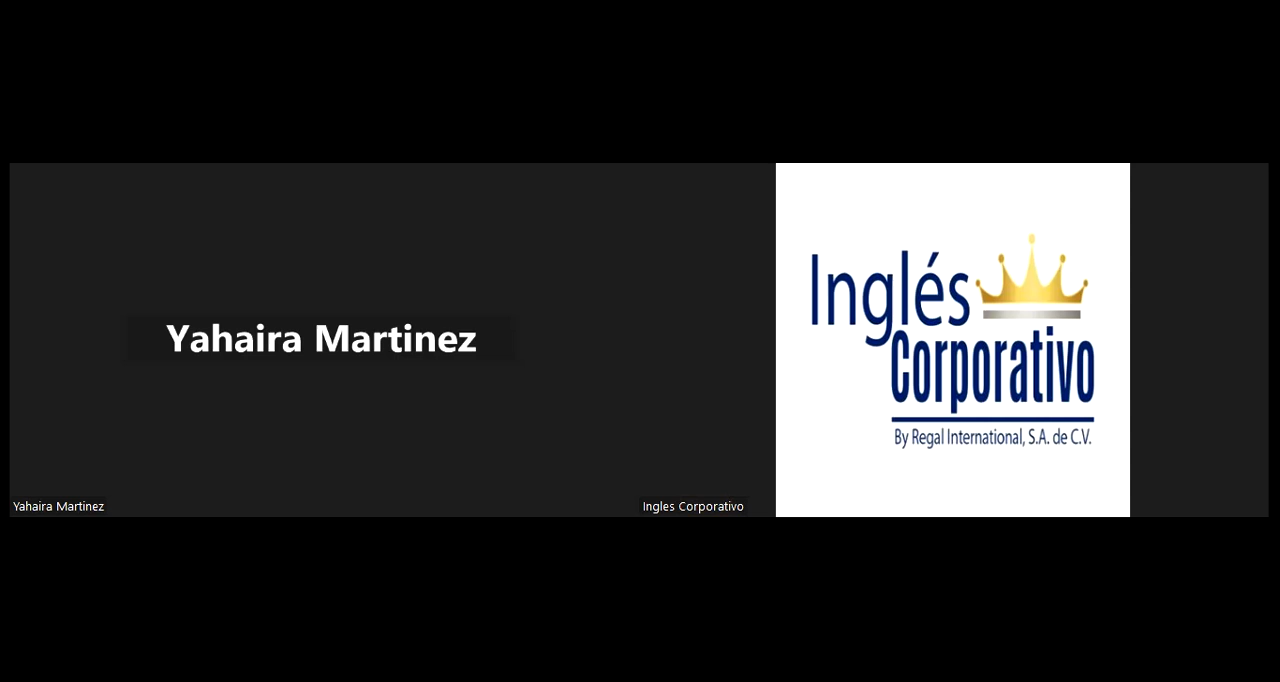 Yahaira Martinez
Yahaira Martinez
Ingles Corporativo
Inglés
Corporativo
By Regal International, S.A. de C.V.